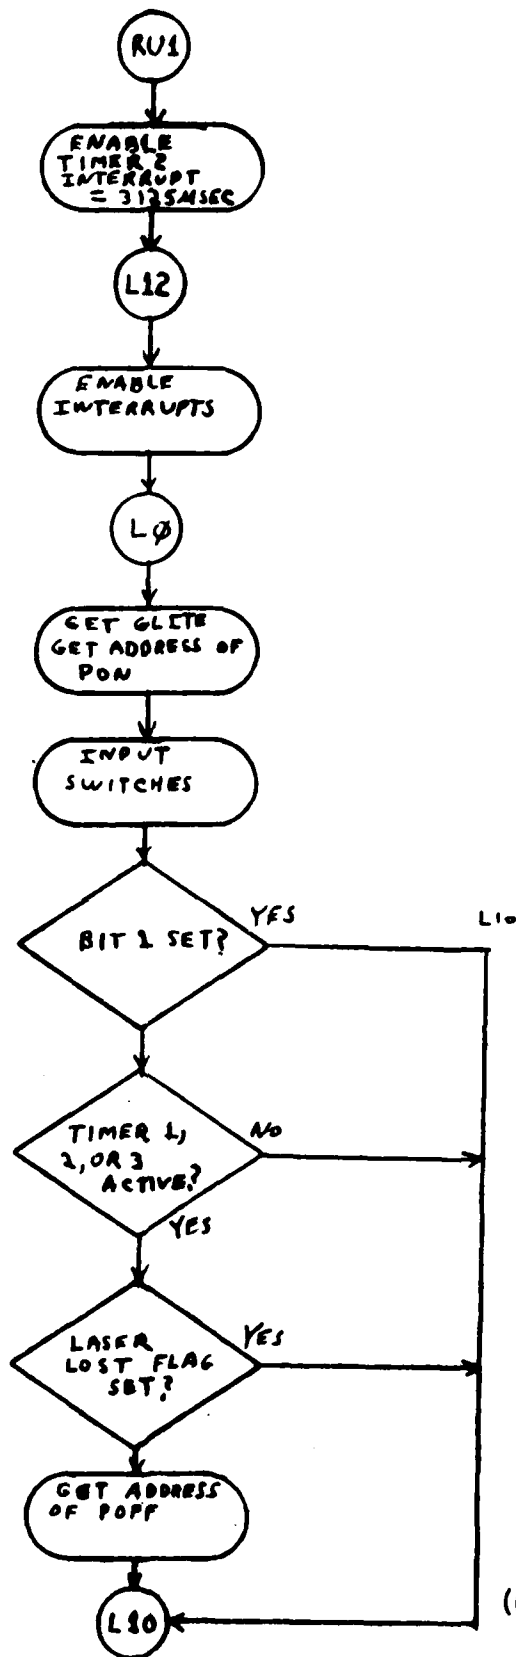 RU1
ENABLE
TIMER 2
INTERRUPT
= 3125MSEC
L12
ENABLE
INTERRUPTS
LØ
GET GLITE
GET ADDRESS OF
PON
INPUT
SWITCHES
BIT 1 SET?
YES
L10
TIMER 1,
2, OR 3
ACTIVE?
NO
YES
LASER
LOST FLAG
SET?
YES
GET ADDRESS
OF POFF
L10
(